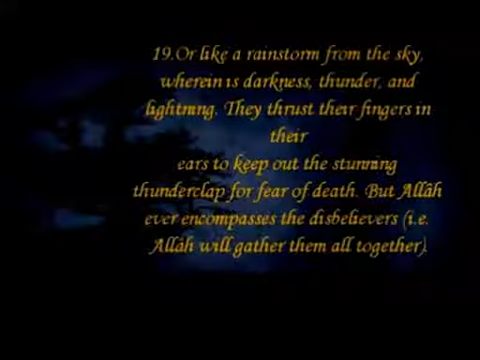 19.Or like a rainstorm from the sky,
wherein is darkness, thunder, and
lightning. They thrust their fingers in
their
ears to keep out the stunning
thunderclap for fear of death. But Allâh
ever encompasses the disbelievers (i.e.
Allâh will gather them all together).